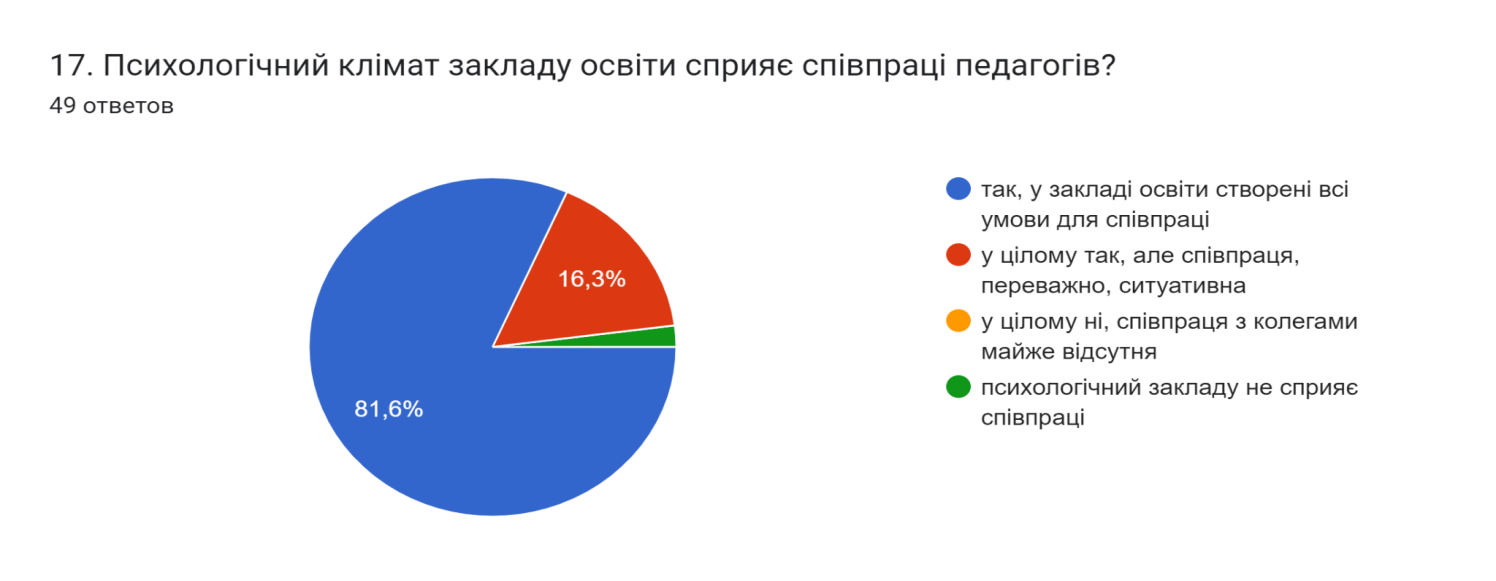 17. Психологічний клімат закладу освіти сприяє співпраці педагогів?
49 ответов
так, у закладі освіти створені всі
умови для співпраці
у цілому так, але співпраця,
переважно, ситуативна
у цілому ні, співпраця з колегами
майже відсутня
психологічний закладу не сприяє
співпраці
16,3%
81,6%